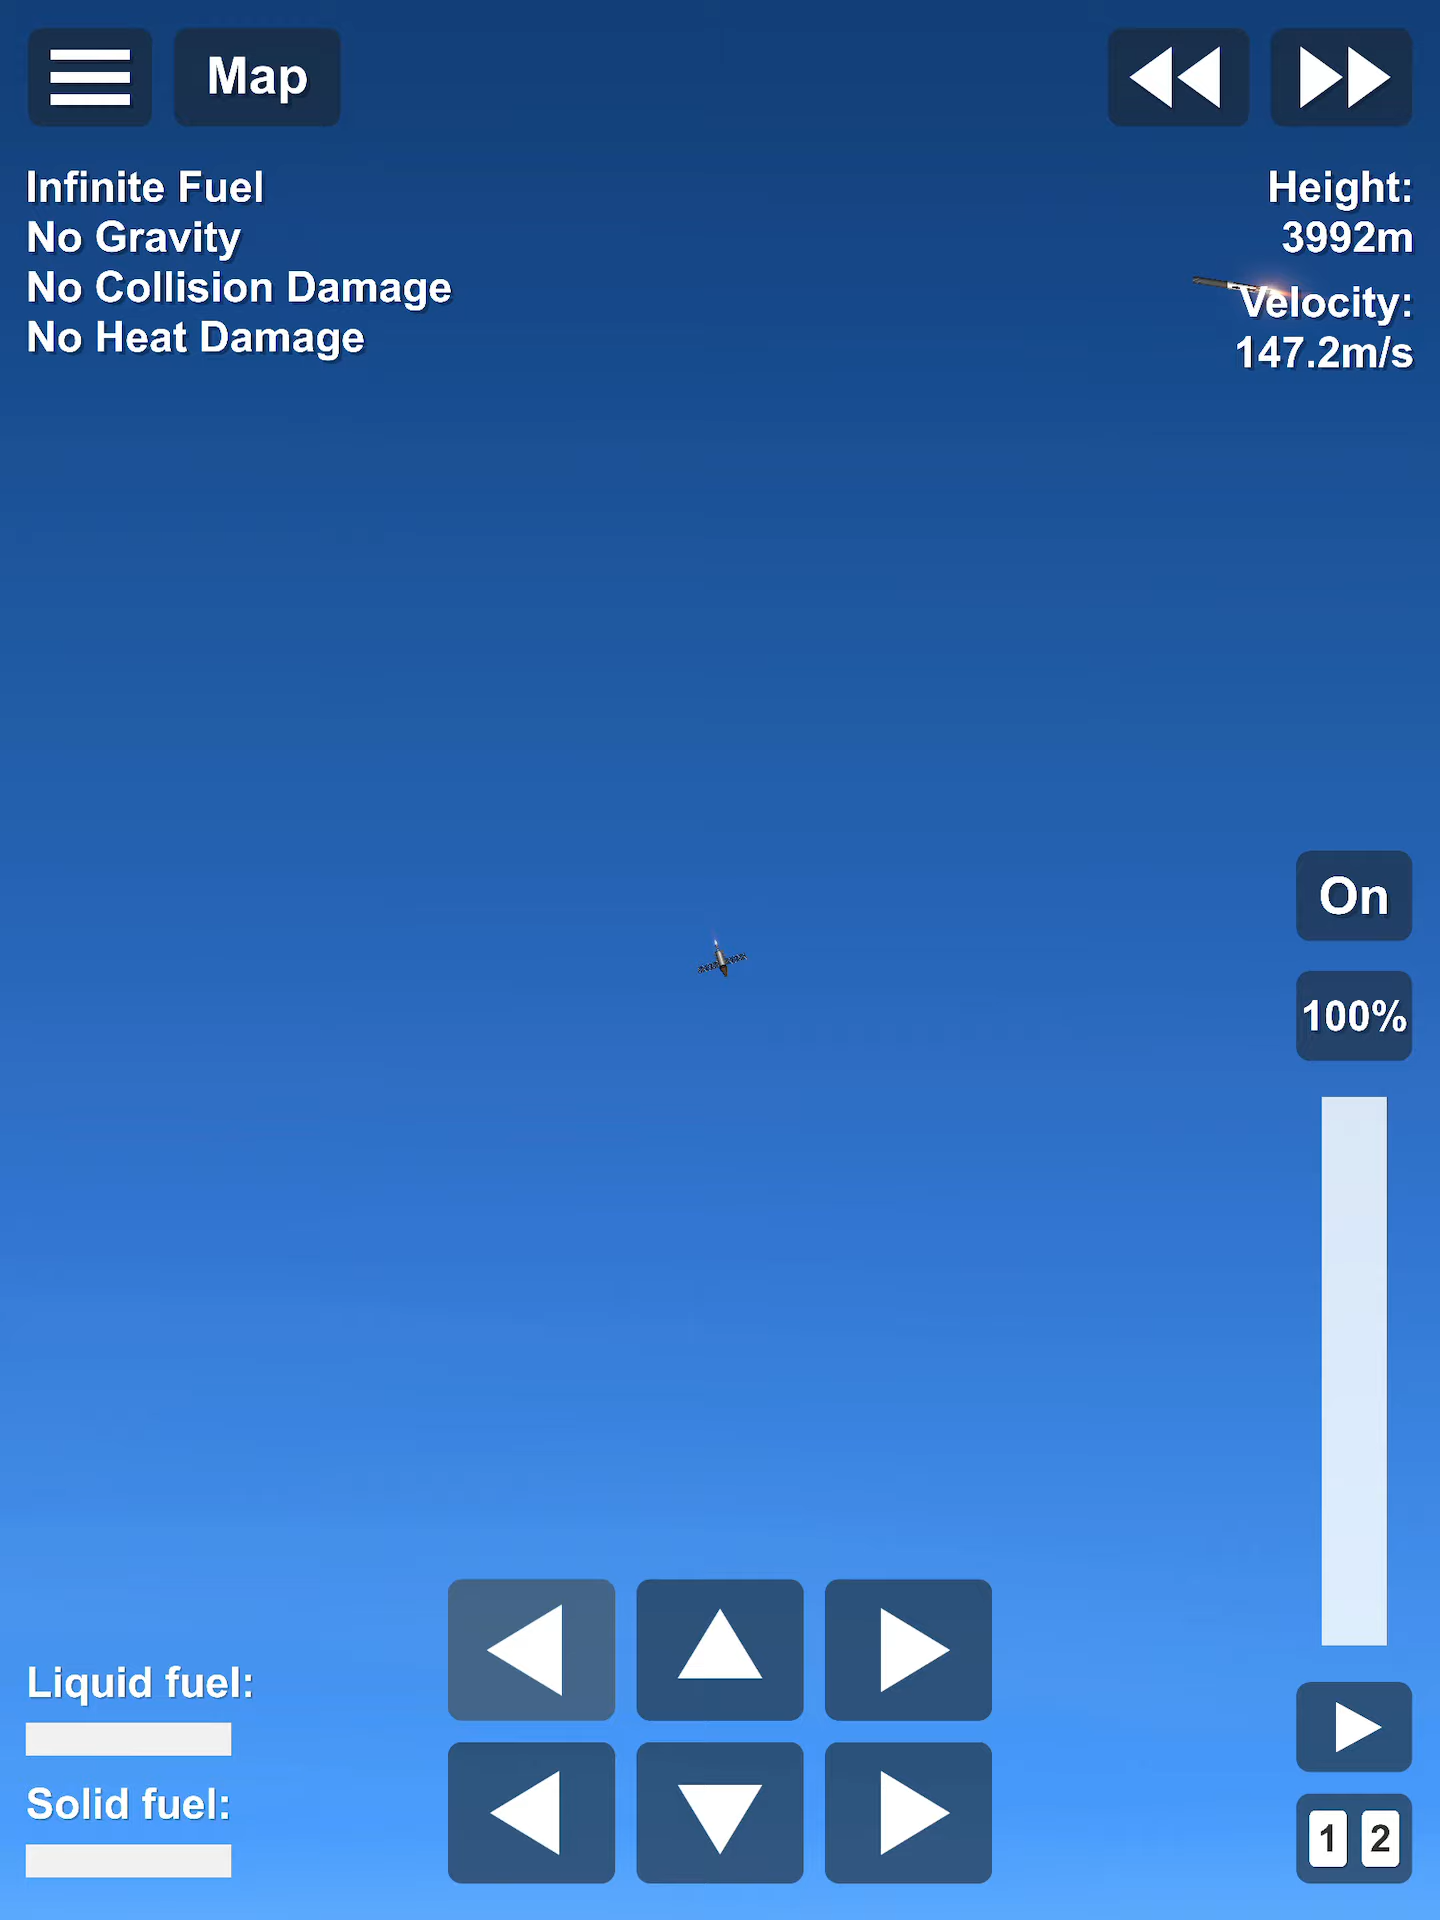 Map
Infinite Fuel
No Gravity
No Collision Damage
No Heat Damage
Height:
3992m
Velocity:
147.2m/s
On
100%
Liquid fuel:
Solid fuel:
1 2